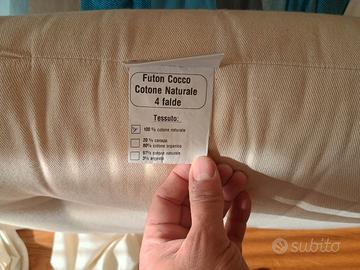 Futon Cocco
Cotone Naturale
4 falde
Tessuto:
100 % cotone naturale
20 % canapa
80% cotone organico
97% cotone naturale
3% argento
subito